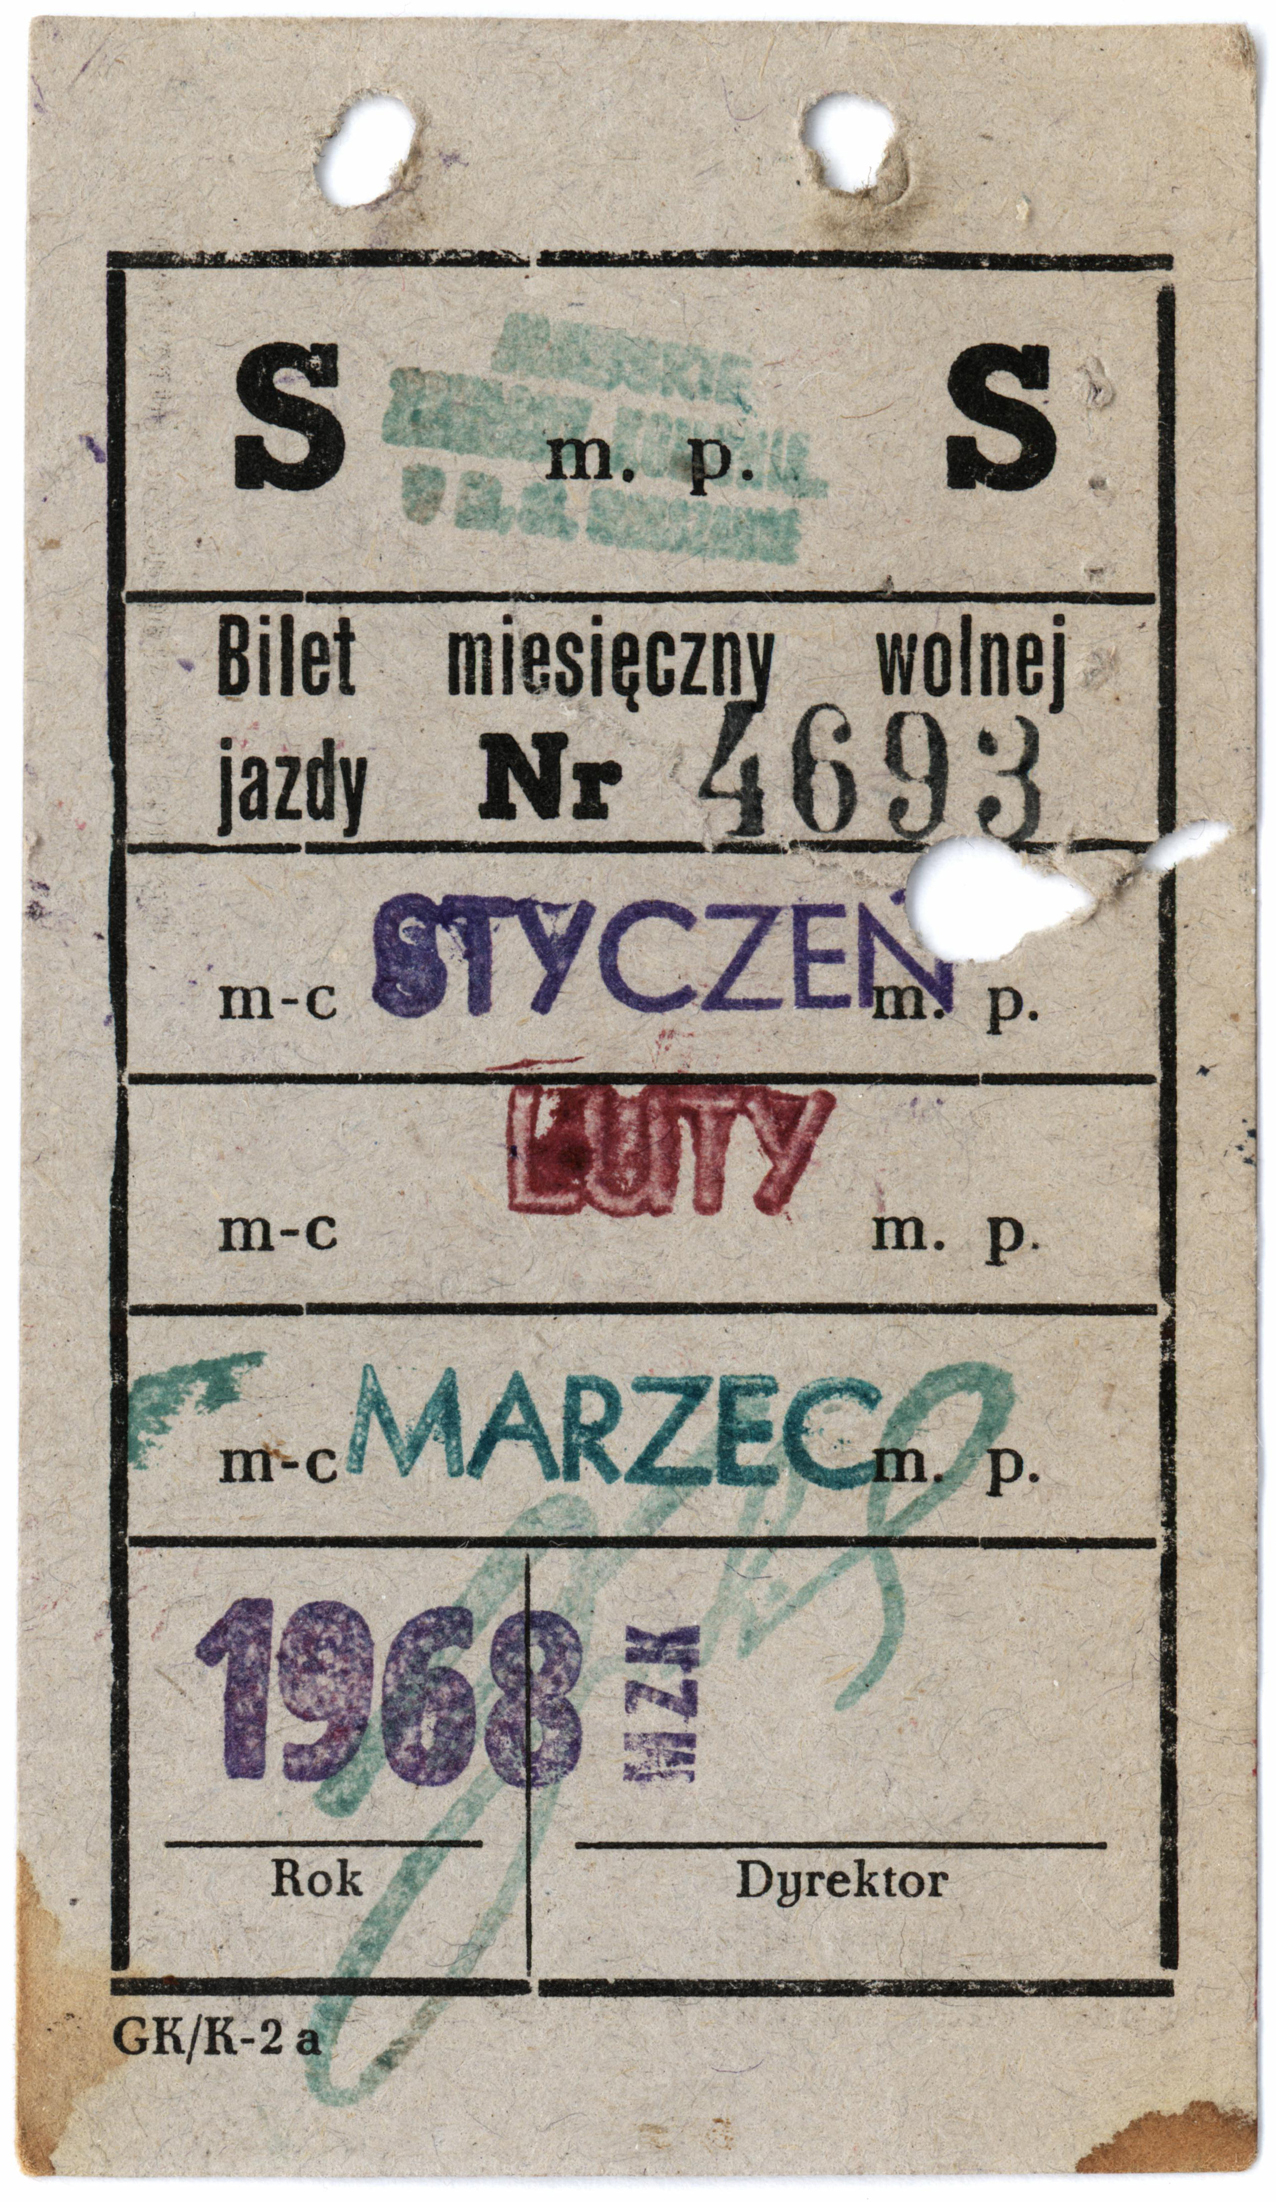 S m. p. S
Bilet miesięczny wolnej
jazdy Nr 4693
m-c STYCZEŃ m. p.
LUTY
m-c m. p.
m-c MARZEC m. p.
1968 MZK
Rok Dyrektor
GK/K-2 a